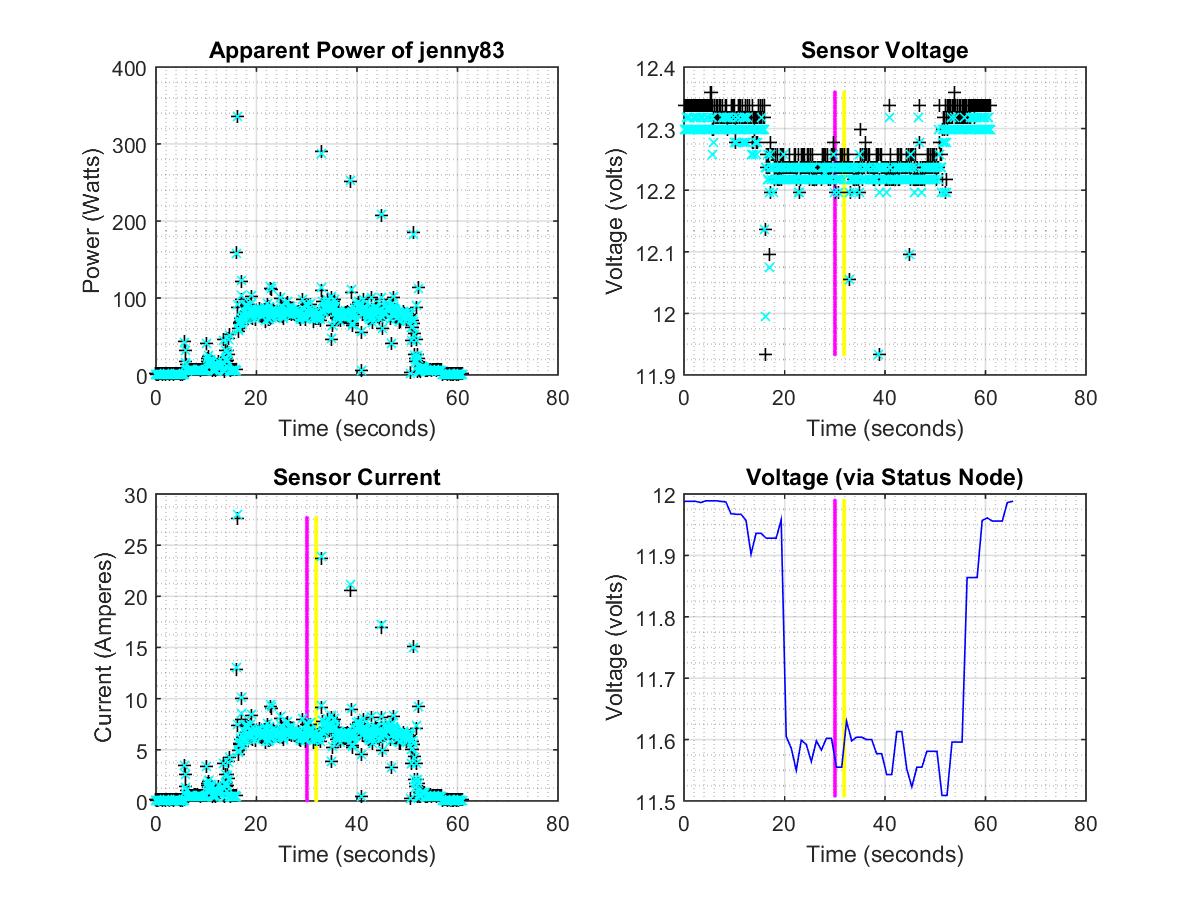 Apparent Power of jenny83
400
300
200
100
0
Power (Watts)
0 20 40 60 80
Time (seconds)
Sensor Voltage
12.4
12.3
12.2
12.1
12
11.9
Voltage (volts)
0 20 40 60 80
Time (seconds)
Sensor Current
30
25
20
15
10
5
0
Current (Amperes)
0 20 40 60 80
Time (seconds)
Voltage (via Status Node)
12
11.9
11.8
11.7
11.6
11.5
Voltage (volts)
0 20 40 60 80
Time (seconds)